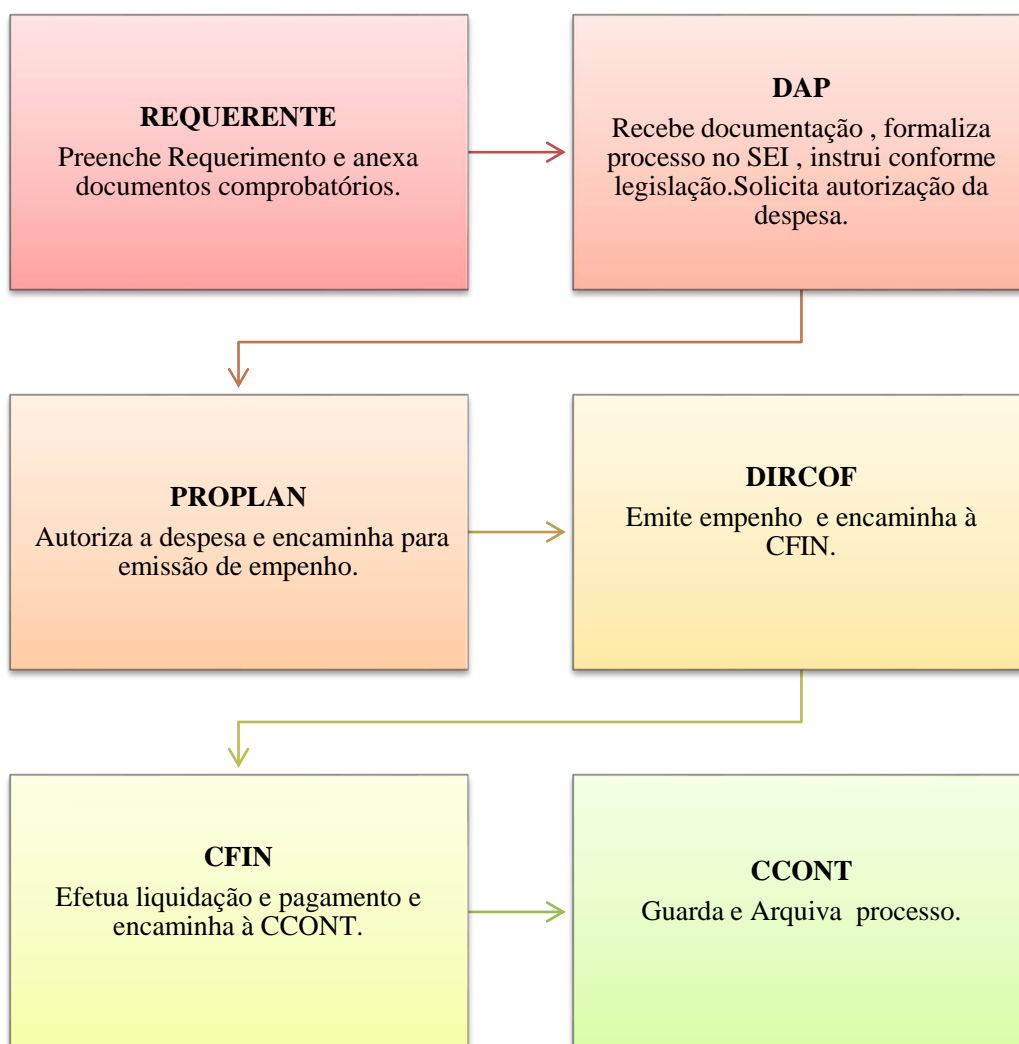 REQUERENTE
Preenche Requerimento e anexa
documentos comprobatórios.
DAP
Recebe documentação , formaliza
processo no SEI , instrui conforme
legislação.Solicita autorização da
despesa.
PROPLAN
Autoriza a despesa e encaminha para
emissão de empenho.
DIRCOF
Emite empenho  e encaminha à
CFIN.
CFIN
Efetua liquidação e pagamento e
encaminha à CCONT.
CCONT
Guarda e Arquiva  processo.